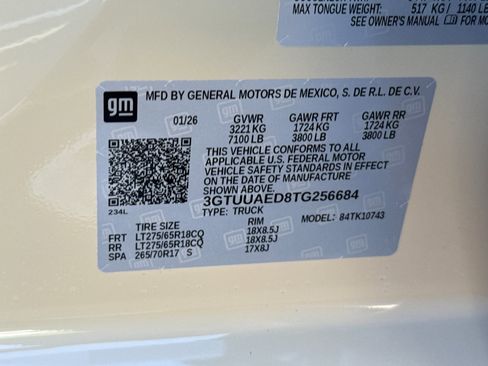 MAX TONGUE WEIGHT: 517 KG / 1140 LB
SEE OWNER'S MANUAL FOR MO
gm
MFD BY GENERAL MOTORS DE MEXICO, S. DE R.L. DE C.V.
01/26 GVWR GAWR FRT GAWR RR
3221 KG 1724 KG 1724 KG
7100 LB 3800 LB 3800 LB
THIS VEHICLE CONFORMS TO ALL
APPLICABLE U.S. FEDERAL MOTOR
VEHICLE SAFETY STANDARDS IN EFFECT
ON THE DATE OF MANUFACTURE
3GTUUAED8TG256684
234L TYPE: TRUCK MODEL: 84TK10743
TIRE SIZE RIM
FRT LT275/65R18CQ 18X8.5J
RR LT275/65R18CQ 18X8.5J
SPA 265/70R17 S 17X8J